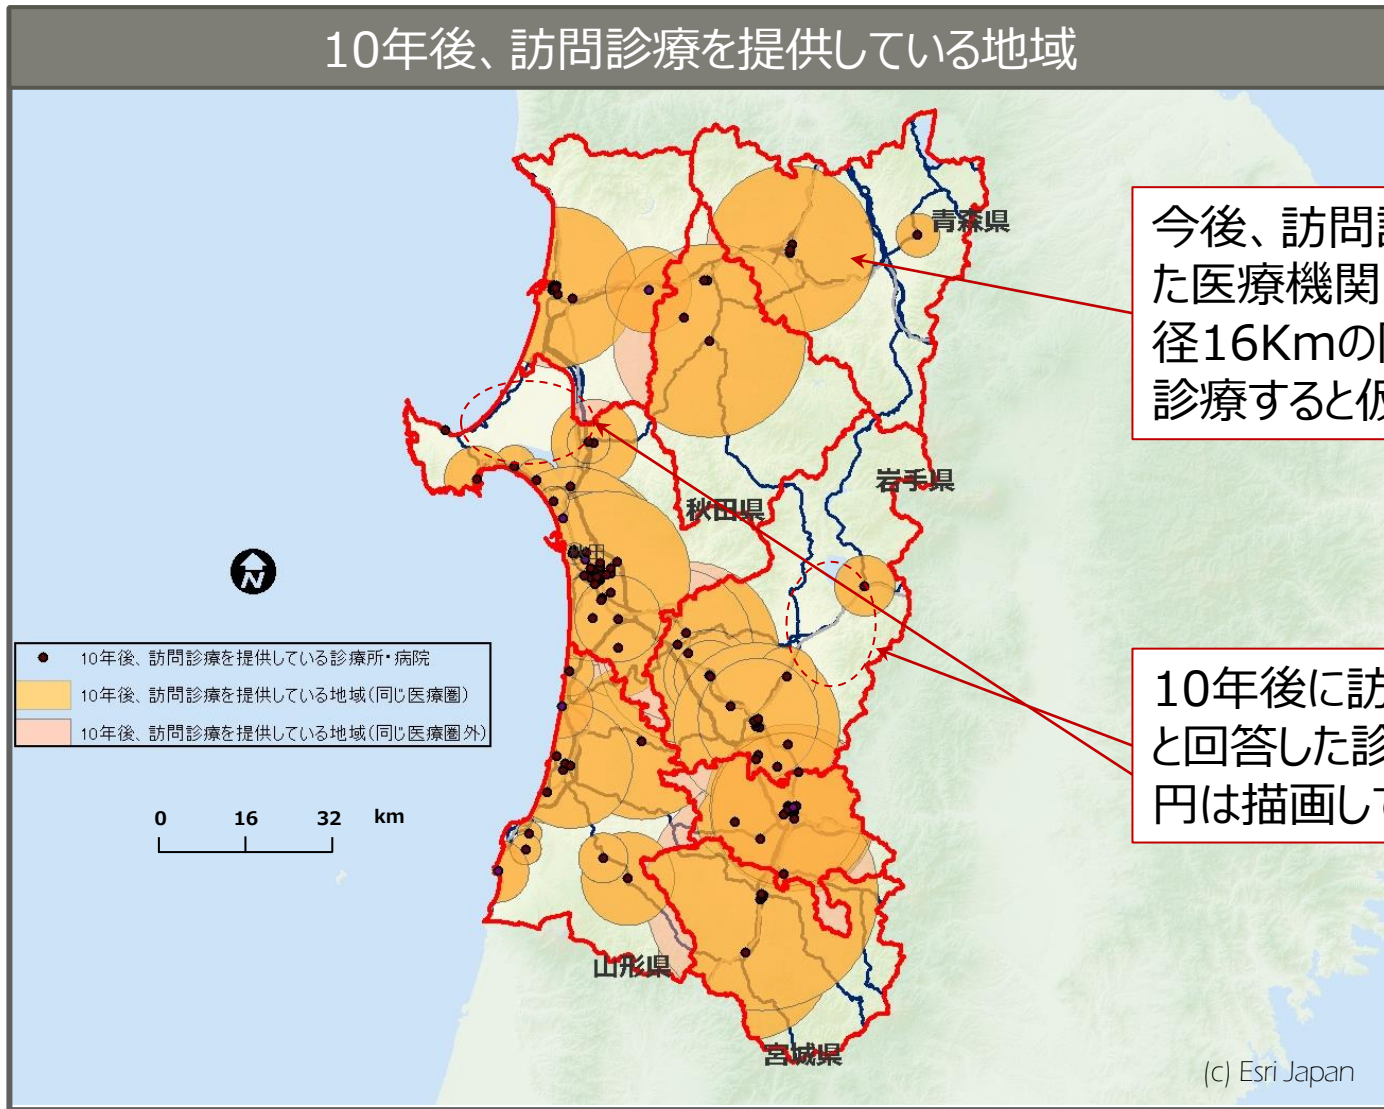 10年後、訪問診療を提供している地域
青森県
今後、訪問
た医療機関
径16Kmの
診療すると
岩手県
秋田県
10年後、訪問診療を提供している診療所・病院
10年後、訪問診療を提供している地域(同じ医療圏)
10年後、訪問診療を提供している地域(同じ医療圏外)
10年後に訪
と回答した診
円は描画して
0 16 32 km
山形県
宮城県
(c) Esri Japan